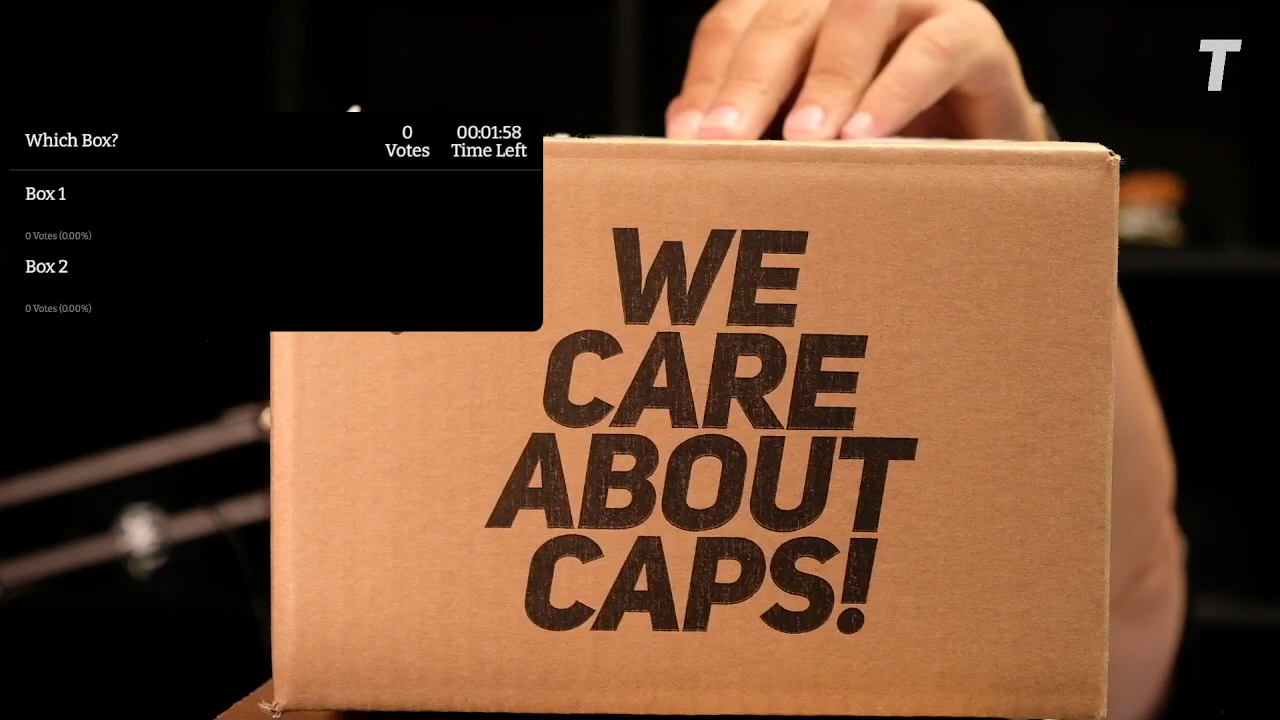 T
Which Box?
0 Votes
00:01:58 Time Left
Box 1
0 Votes (0.00%)
Box 2
0 Votes (0.00%)
WE
CARE
ABOUT
CAPS!